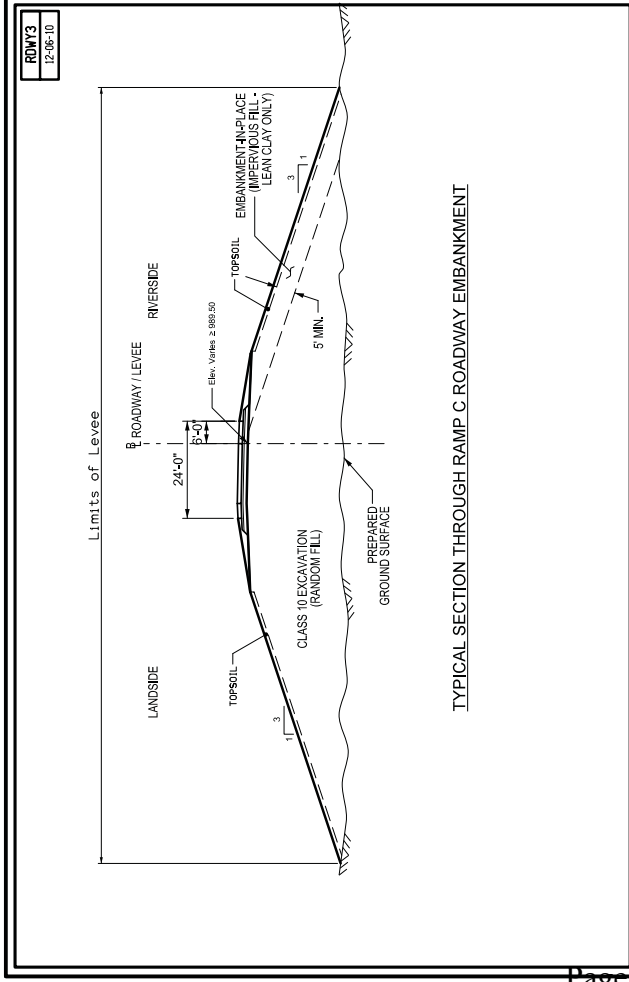 RDWY3
12-06-10
Limits of Levee
LANDSIDE
RIVERSIDE
BL ROADWAY / LEVEE
24'-0"
6'-0"
Elev. Varies ≥ 989.50
TOPSOIL
EMBANKMENT-IN-PLACE
(IMPERVIOUS FILL -
LEAN CLAY ONLY)
3
1
TOPSOIL
3
1
5' MIN.
CLASS 10 EXCAVATION
(RANDOM FILL)
PREPARED
GROUND SURFACE
TYPICAL SECTION THROUGH RAMP C ROADWAY EMBANKMENT
Page